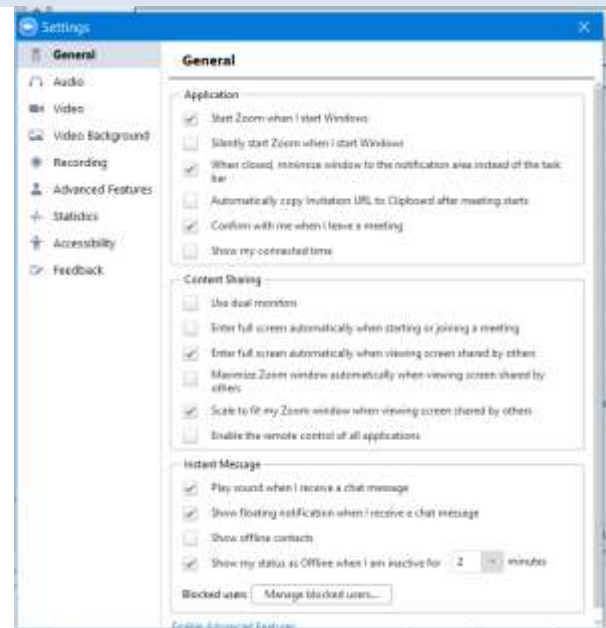 Settings
General
Audio
Video
Video Background
Recording
Advanced Features
Statistics
Accessibility
Feedback
General
Application
Start Zoom when I start Windows
Silently start Zoom when I start Windows
When closed, minimize window to the notification area instead of the task
bar
Automatically copy Invitation URL to Clipboard after meeting starts
Confirm with me when I leave a meeting
Show my connected time
Content Sharing
Use dual monitors
Enter full screen automatically when starting or joining a meeting
Enter full screen automatically when viewing screen shared by others
Maximize Zoom window automatically when viewing screen shared by
others
Scale to fit my Zoom window when viewing screen shared by others
Enable the remote control of all applications
Instant Message
Play sound when I receive a chat message
Show floating notification when I receive a chat message
Show offline contacts
Show my status as Offline when I am inactive for 2 minutes
Blocked users Manage blocked users...
Enable Advanced Features